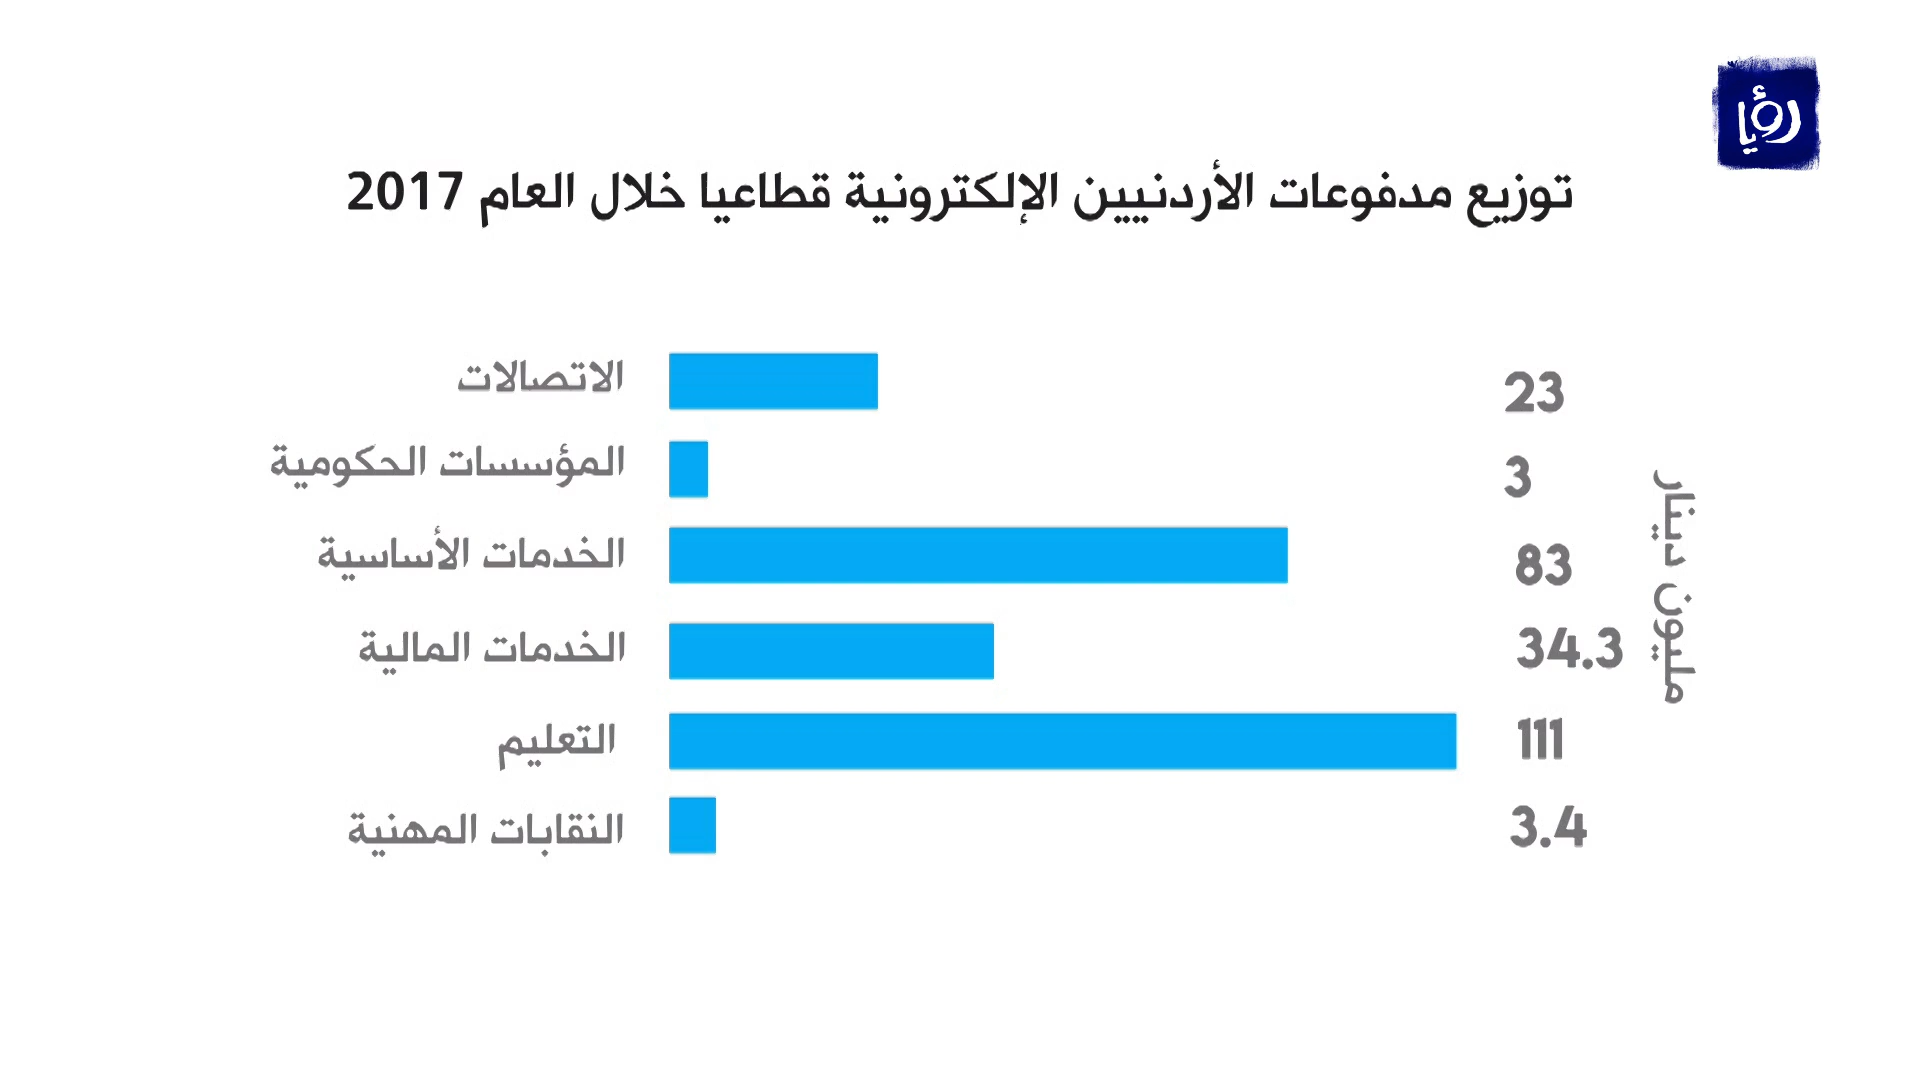 رؤيا
توزيع مدفوعات الأردنيين الإلكترونية قطاعيا خلال العام 2017
الاتصالات 23
المؤسسات الحكومية 3
الخدمات الأساسية 83
الخدمات المالية 34.3
التعليم 111
النقابات المهنية 3.4
مليون دينار